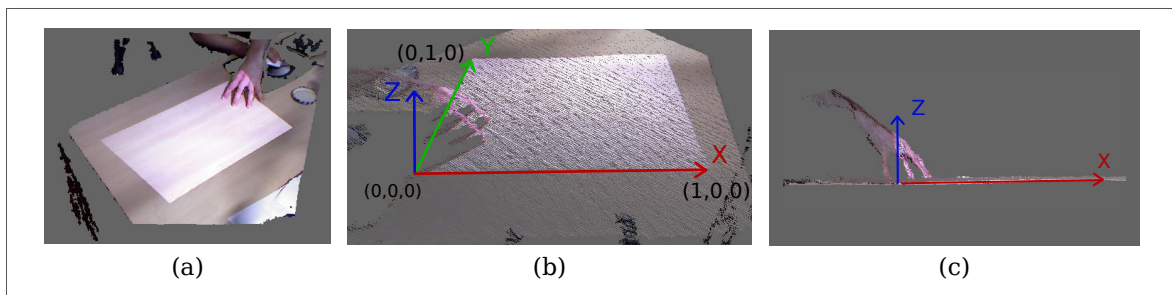 (0,1,0)
Y
Z
X
(0,0,0)
(1,0,0)
Z
X
(a)
(b)
(c)